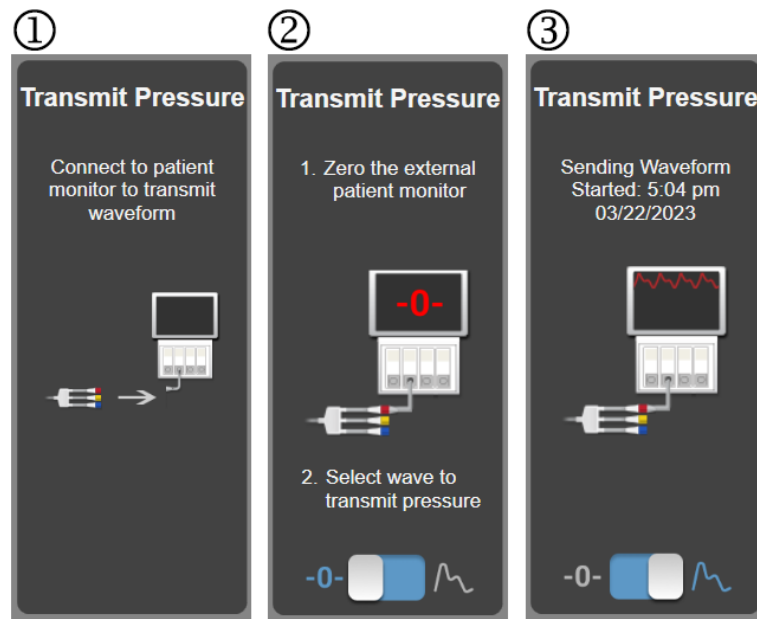 ①
Transmit Pressure
Connect to patient
monitor to transmit
waveform
②
Transmit Pressure
1. Zero the external
patient monitor
-0-
2. Select wave to
transmit pressure
-0-
③
Transmit Pressure
Sending Waveform
Started: 5:04 pm
03/22/2023
-0-